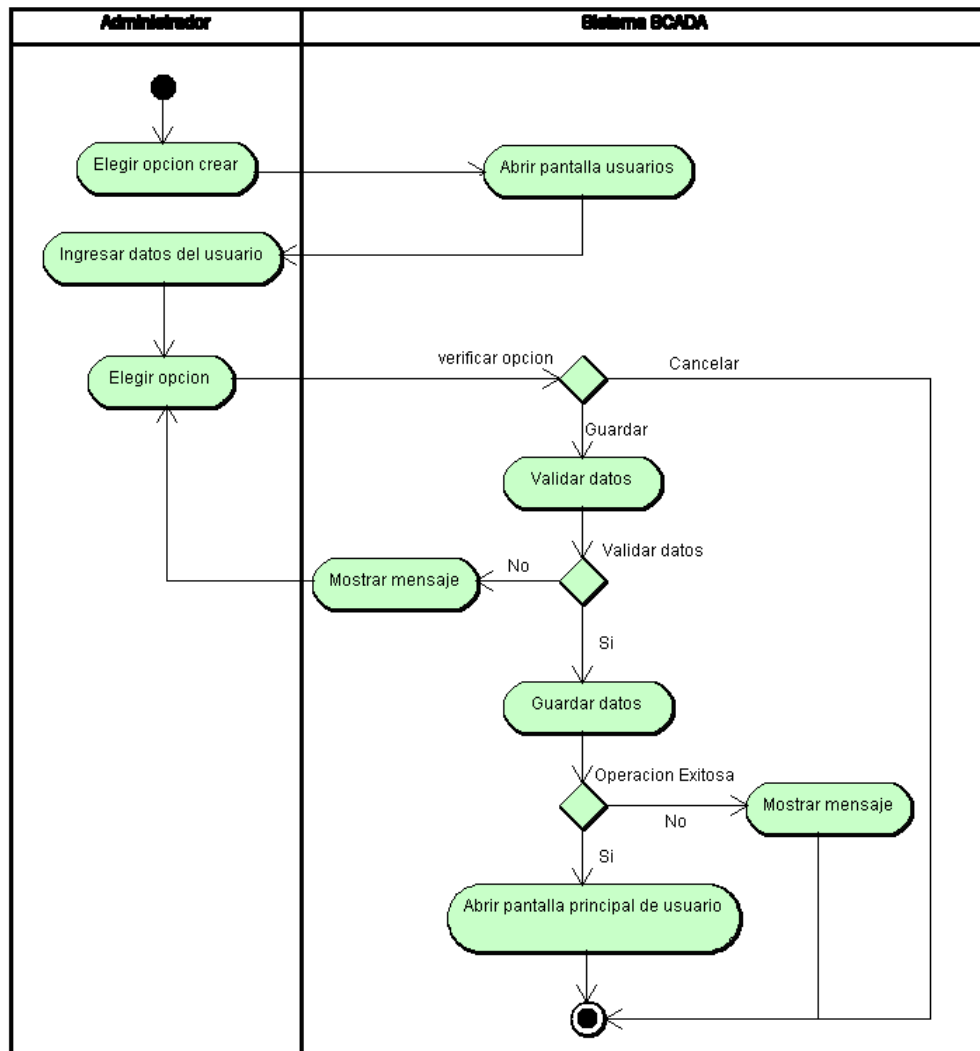 Administrador
Sistema SCADA
Elegir opcion crear
Abrir pantalla usuarios
Ingresar datos del usuario
Elegir opcion
verificar opcion
Cancelar
Guardar
Validar datos
Validar datos
No
Mostrar mensaje
Si
Guardar datos
Operacion Exitosa
Mostrar mensaje
No
Si
Abrir pantalla principal de usuario